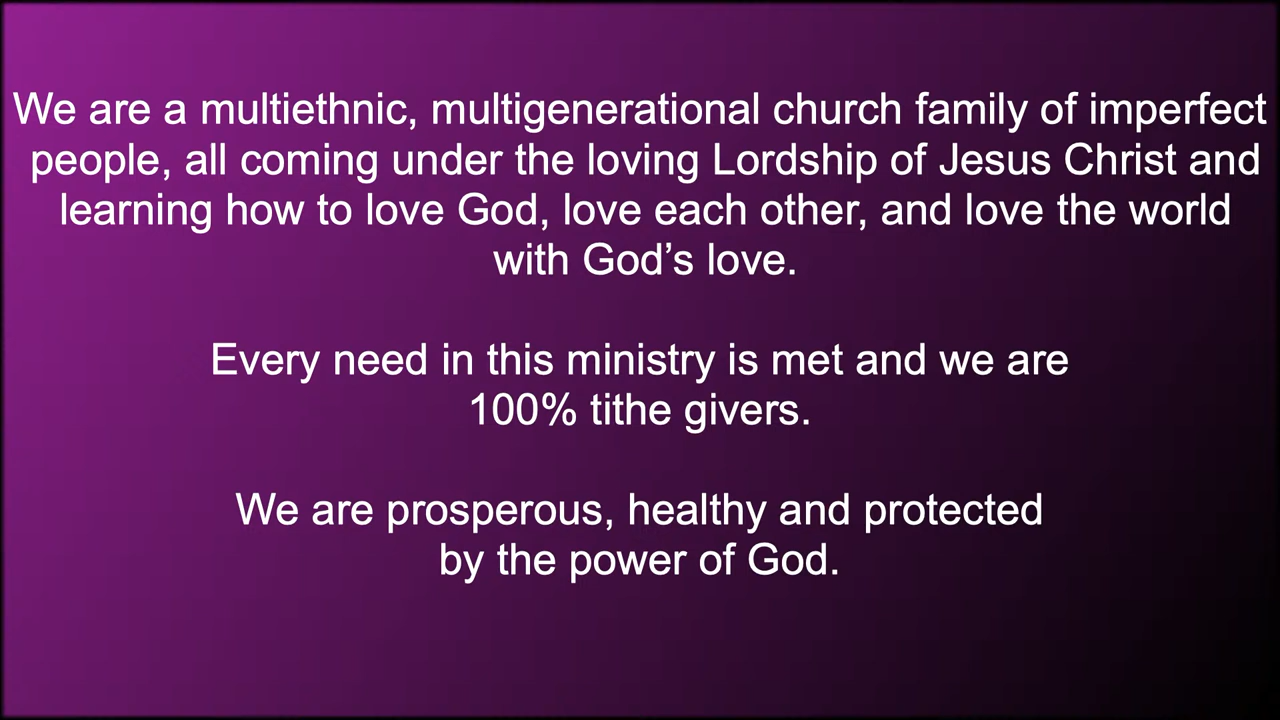 We are a multiethnic, multigenerational church family of imperfect
people, all coming under the loving Lordship of Jesus Christ and
learning how to love God, love each other, and love the world
with God’s love.
Every need in this ministry is met and we are
100% tithe givers.
We are prosperous, healthy and protected
by the power of God.